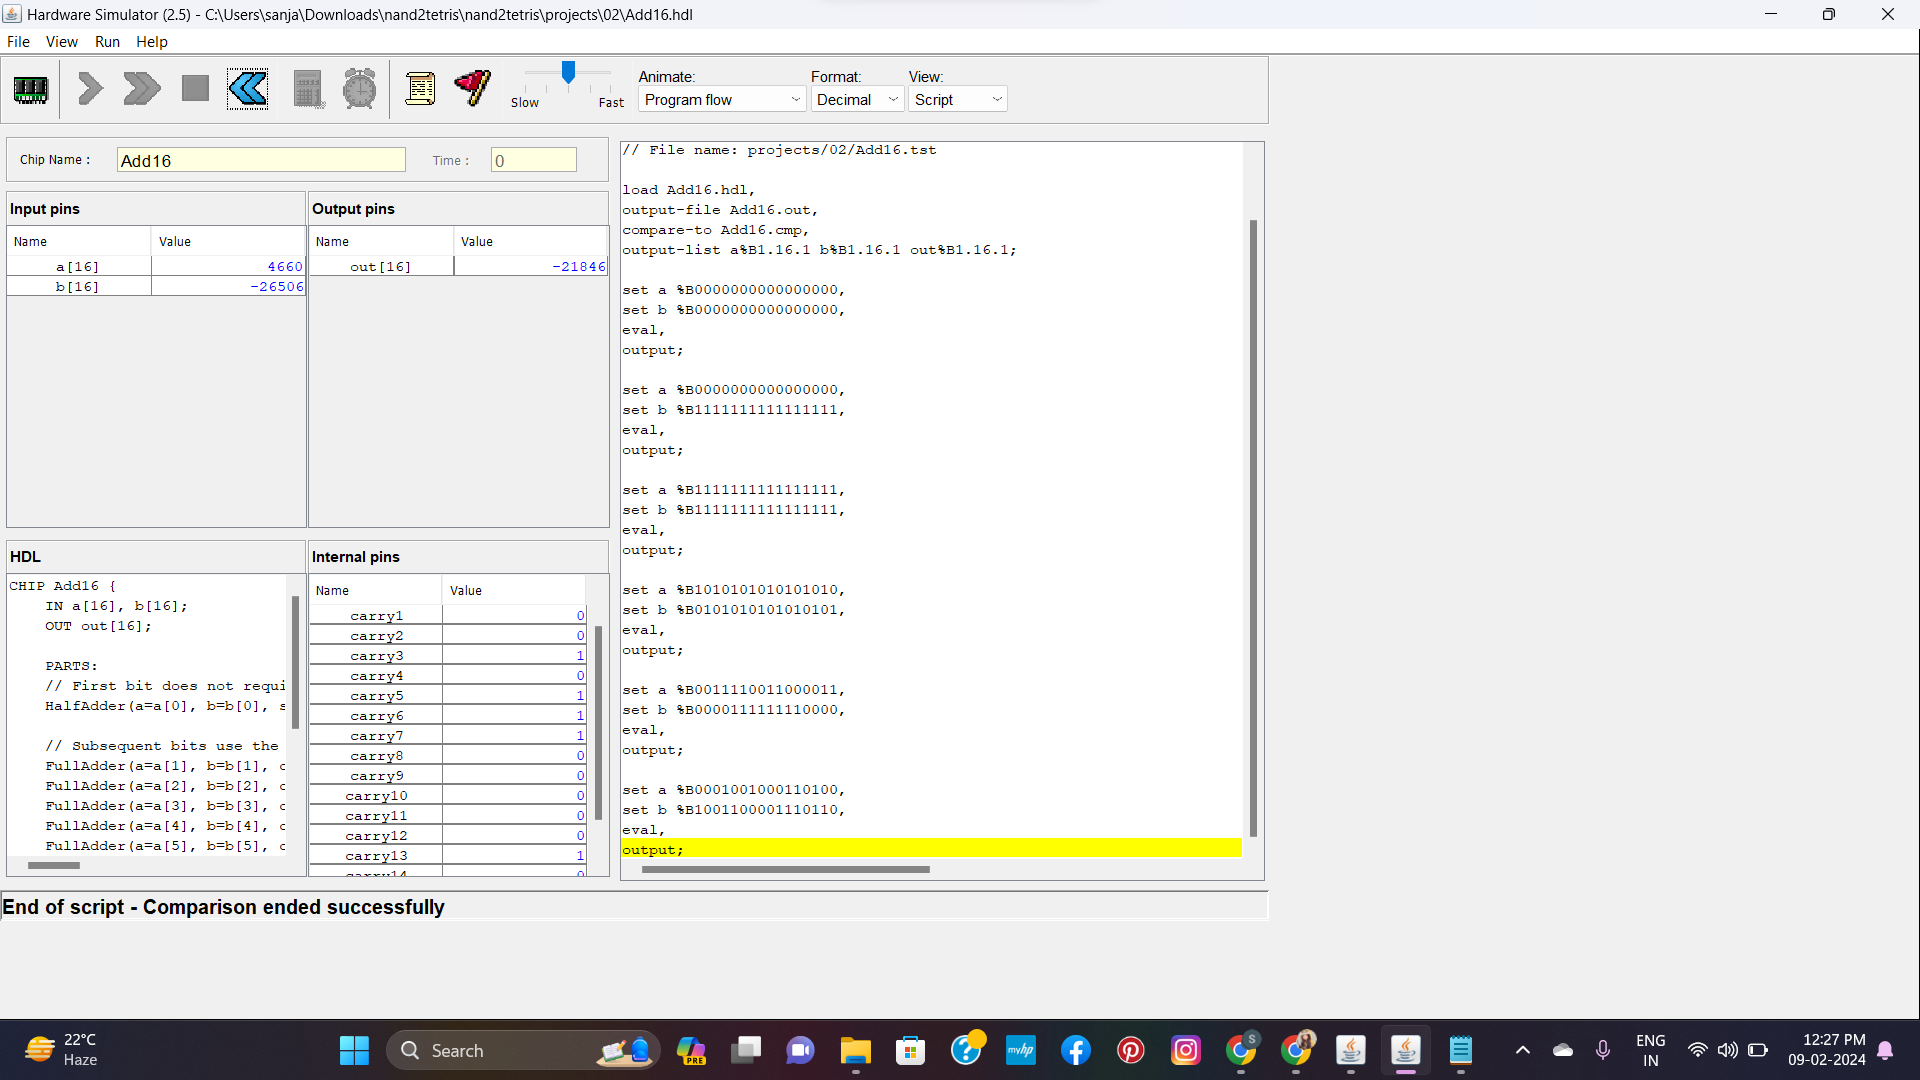 Hardware Simulator (2.5) - C:\Users\sanja\Downloads\nand2tetris\nand2tetris\projects\02\Add16.hdl
File View Run Help
Slow Fast
Animate:
Program flow
Format:
Decimal
View:
Script
Chip Name : Add16 Time : 0
Input pins
Name Value
a[16] 4660
b[16] -26506
Output pins
Name Value
out[16] -21846
HDL
CHIP Add16 {
IN a[16], b[16];
OUT out[16];
PARTS:
// First bit does not requi
HalfAdder(a=a[0], b=b[0], s
// Subsequent bits use the
FullAdder(a=a[1], b=b[1], c
FullAdder(a=a[2], b=b[2], c
FullAdder(a=a[3], b=b[3], c
FullAdder(a=a[4], b=b[4], c
FullAdder(a=a[5], b=b[5], c
Internal pins
Name Value
carry1 0
carry2 0
carry3 1
carry4 0
carry5 1
carry6 1
carry7 1
carry8 0
carry9 0
carry10 0
carry11 0
carry12 0
carry13 1
carry14 0
// File name: projects/02/Add16.tst
load Add16.hdl,
output-file Add16.out,
compare-to Add16.cmp,
output-list a%B1.16.1 b%B1.16.1 out%B1.16.1;
set a %B0000000000000000,
set b %B0000000000000000,
eval,
output;
set a %B0000000000000000,
set b %B1111111111111111,
eval,
output;
set a %B1111111111111111,
set b %B1111111111111111,
eval,
output;
set a %B1010101010101010,
set b %B0101010101010101,
eval,
output;
set a %B0011110011000011,
set b %B0000111111110000,
eval,
output;
set a %B0001001000110100,
set b %B1001100001110110,
eval,
output;
End of script - Comparison ended successfully
22°C
Haze
Search
PRE
myhp
S
ENG
IN
12:27 PM
09-02-2024